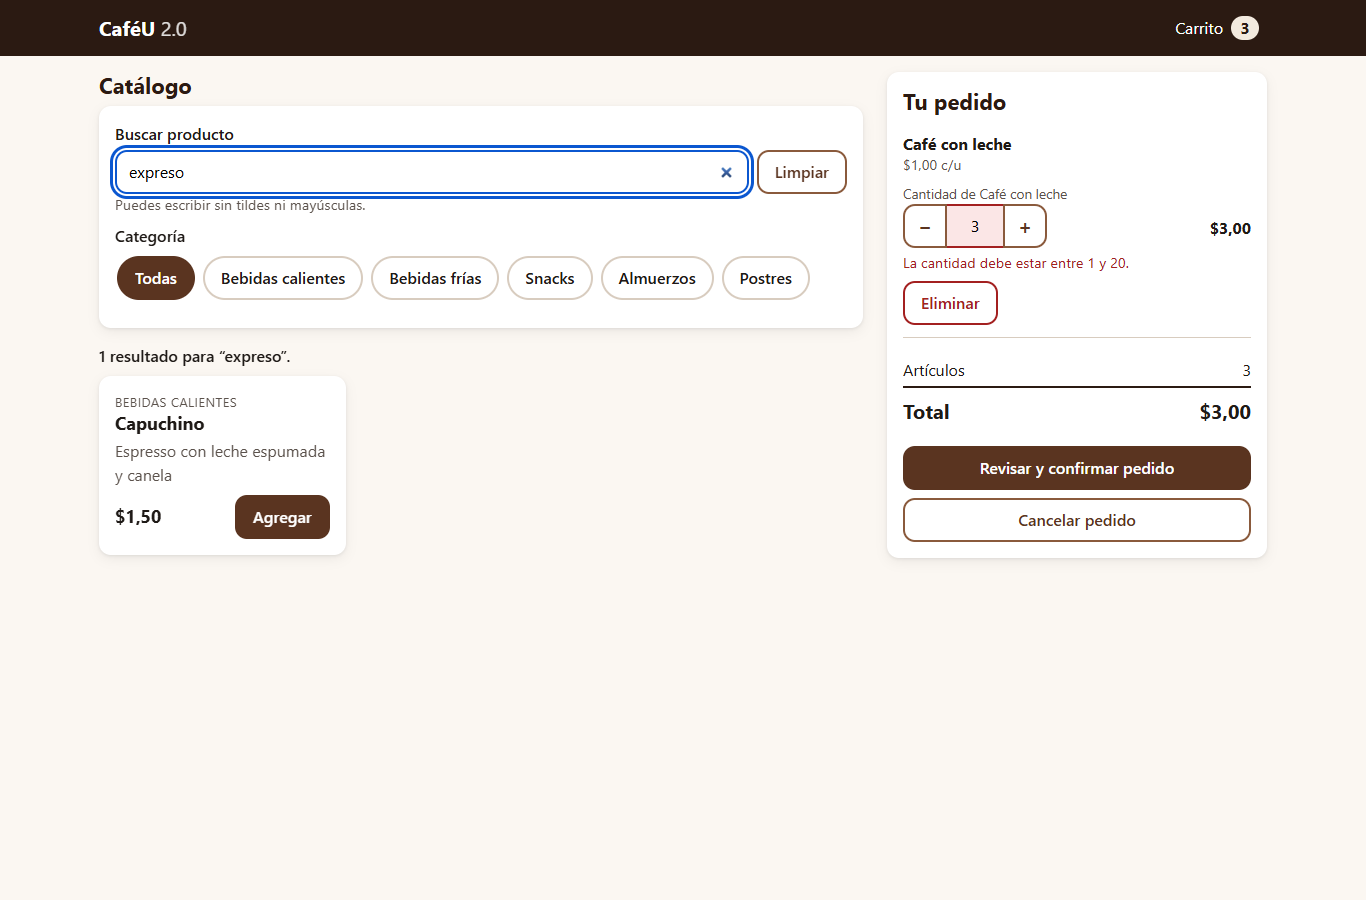 CaféU 2.0
Carrito 3
Catálogo
Buscar producto
expreso
Limpiar
Puedes escribir sin tildes ni mayúsculas.
Categoría
Todas
Bebidas calientes
Bebidas frías
Snacks
Almuerzos
Postres
1 resultado para “expreso”.
BEBIDAS CALIENTES
Capuchino
Espresso con leche espumada
y canela
$1,50
Agregar
Tu pedido
Café con leche
$1,00 c/u
Cantidad de Café con leche
− 3 +
$3,00
La cantidad debe estar entre 1 y 20.
Eliminar
Artículos 3
Total $3,00
Revisar y confirmar pedido
Cancelar pedido